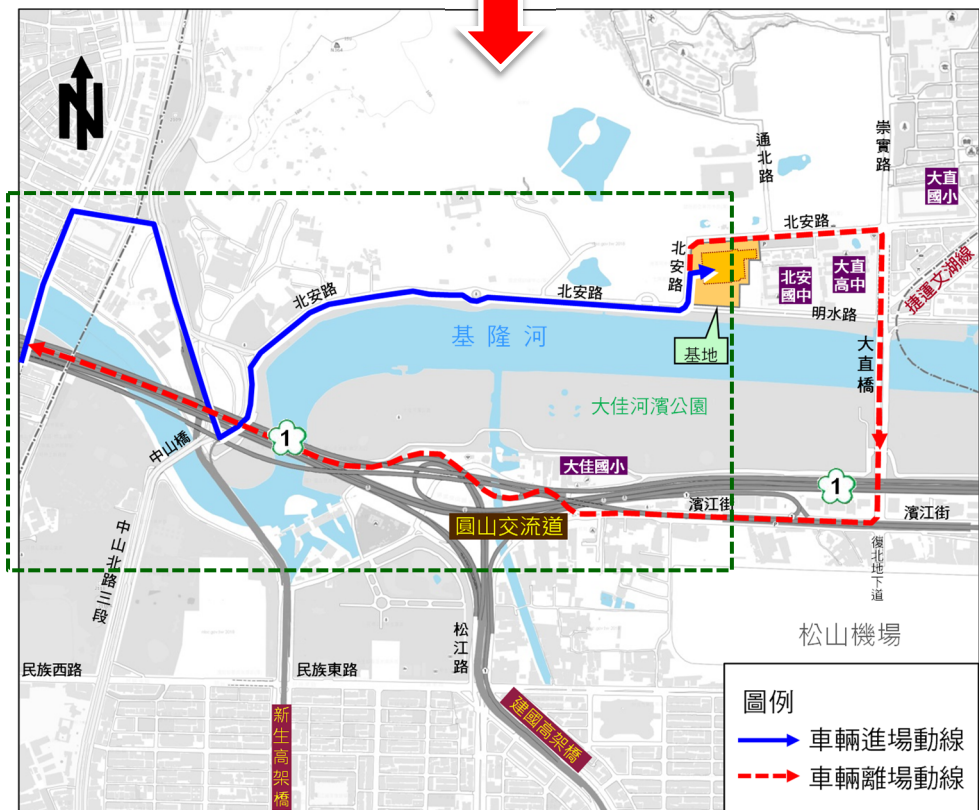 N
通北路
崇實路
大直
國小
北安路
北安路
北安路
北安路
北安
國中
大直
高中
捷運文湖線
明水路
基隆河
基地
大直橋
大佳河濱公園
中山橋
1
大佳國小
1
濱江街
濱江街
圓山交流道
中山北路三段
復北地下道
松江路
松山機場
民族西路
民族東路
新生高架橋
建國高架橋
圖例
車輛進場動線
車輛離場動線